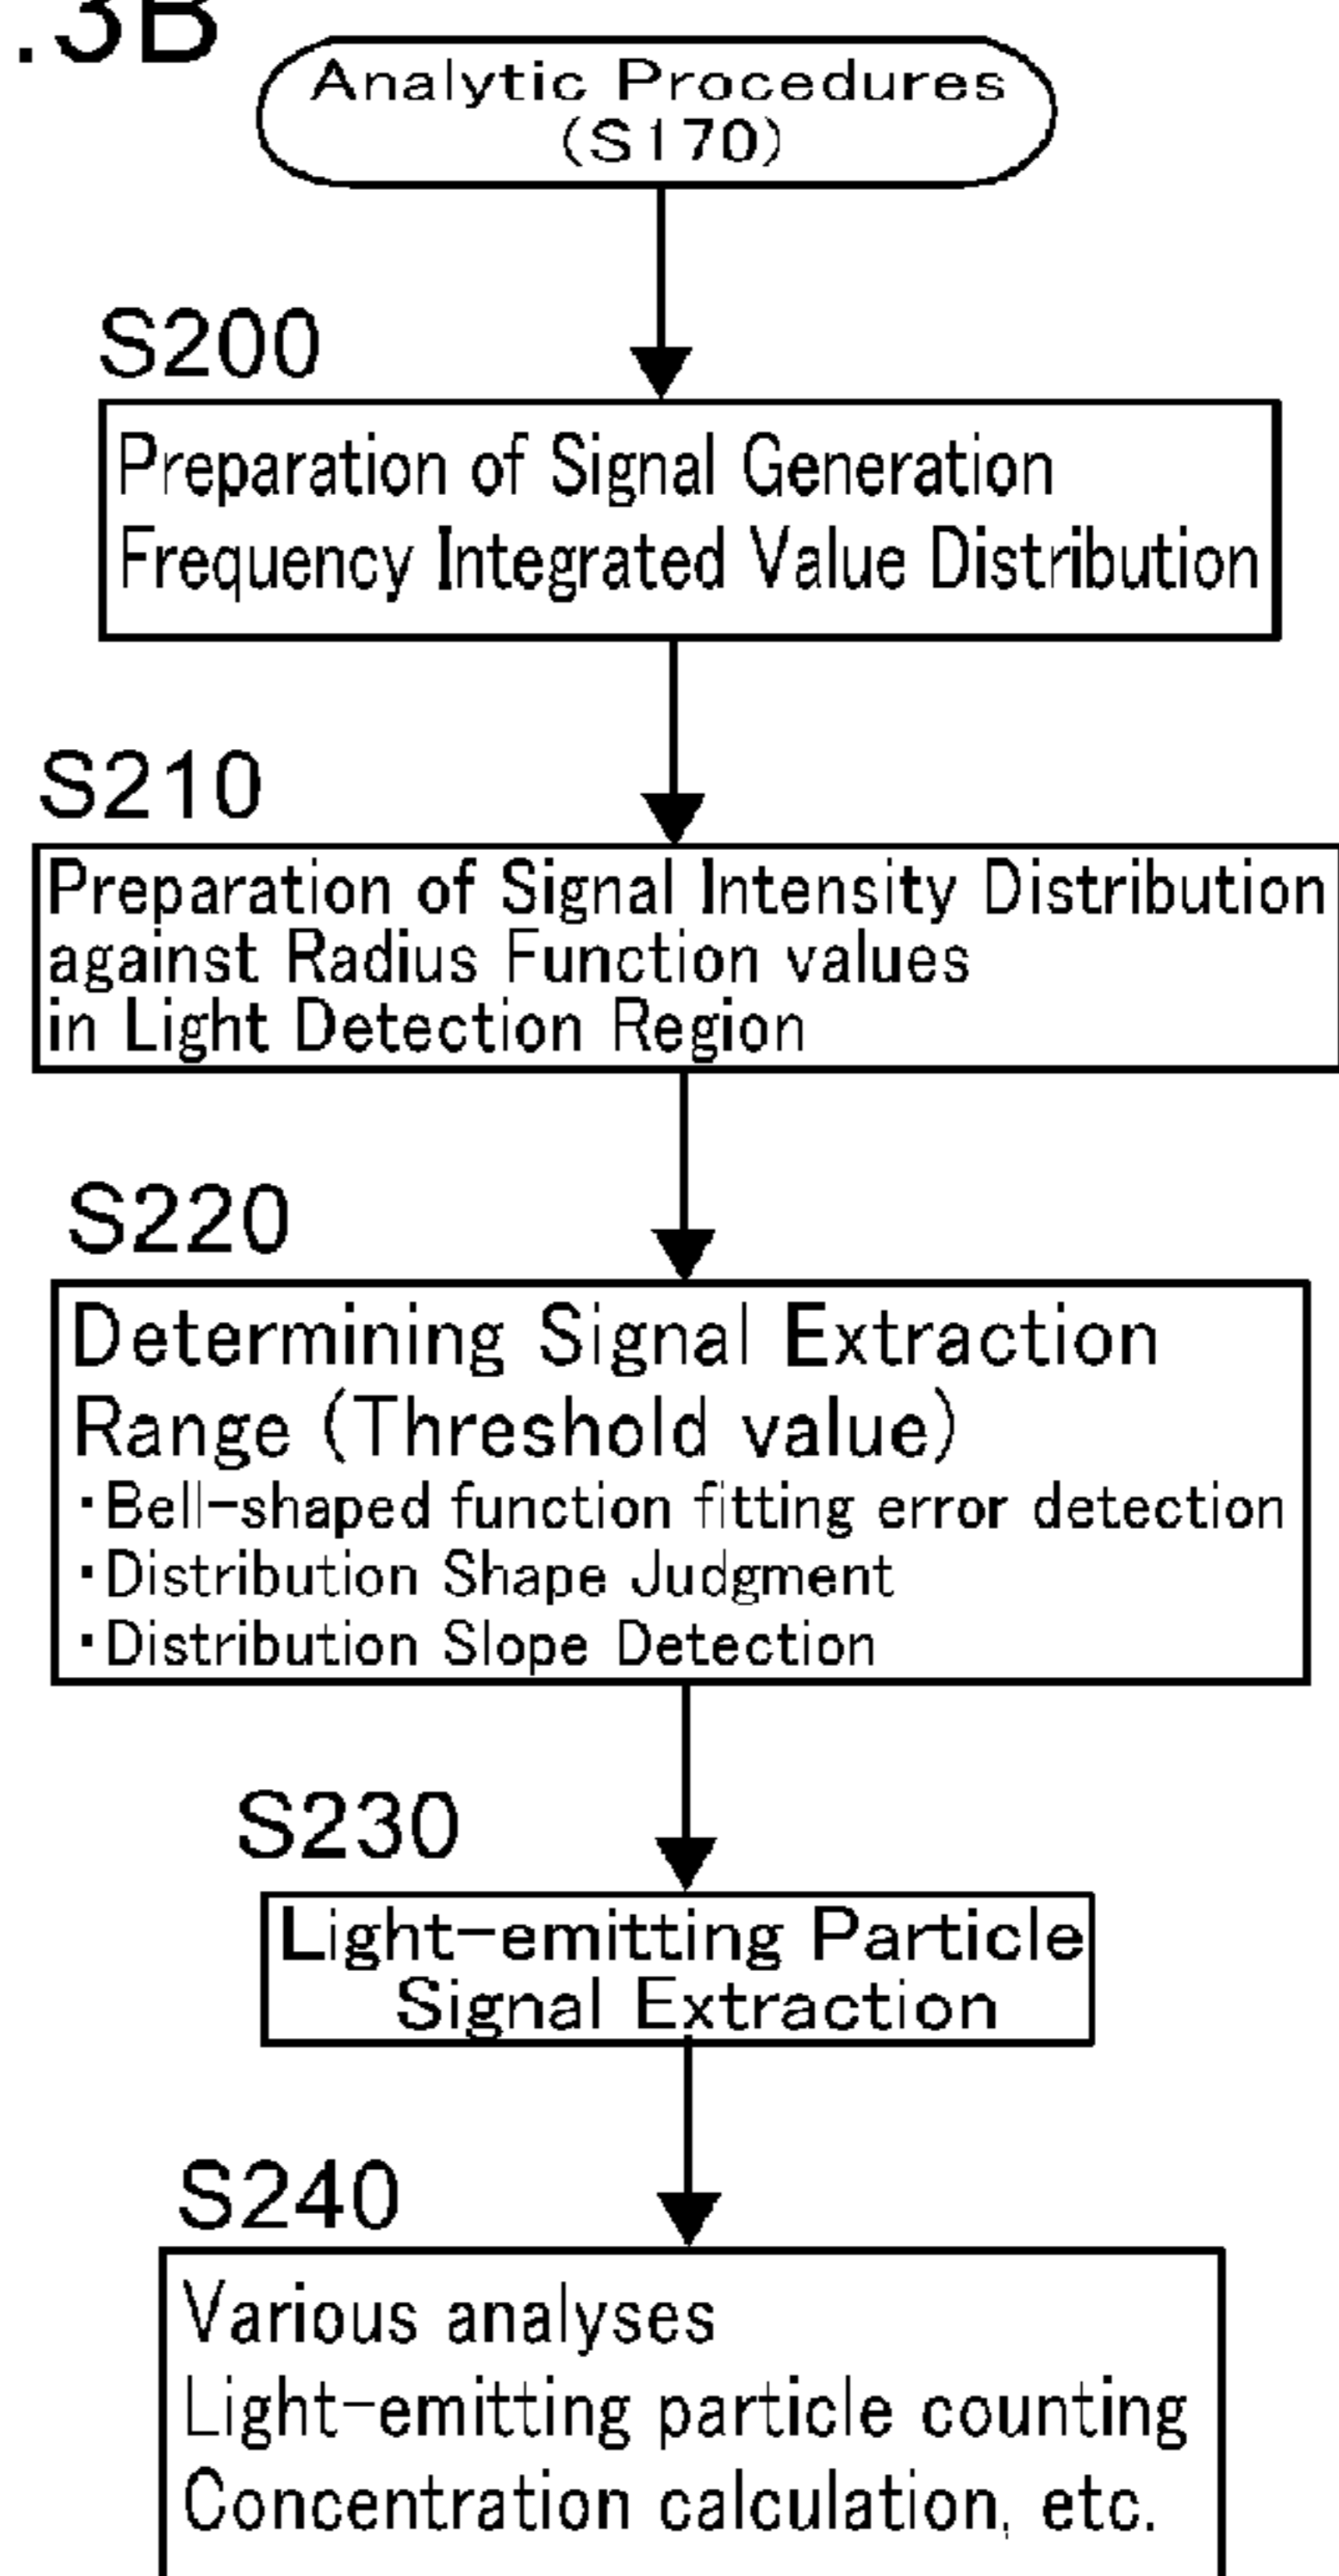 .3B
Analytic Procedures
(S170)
S200
Preparation of Signal Generation
Frequency Integrated Value Distribution
S210
Preparation of Signal Intensity Distribution
against Radius Function values
in Light Detection Region
S220
Determining Signal Extraction
Range (Threshold value)
・Bell-shaped function fitting error detection
・Distribution Shape Judgment
・Distribution Slope Detection
S230
Light-emitting Particle
Signal Extraction
S240
Various analyses
Light-emitting particle counting
Concentration calculation, etc.